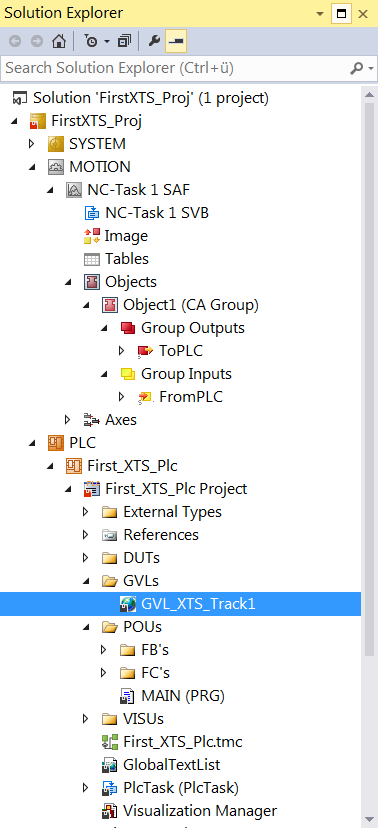 Solution Explorer
Search Solution Explorer (Ctrl+ü)
Solution 'FirstXTS_Proj' (1 project)
FirstXTS_Proj
SYSTEM
MOTION
NC-Task 1 SAF
NC-Task 1 SVB
Image
Tables
Objects
Object1 (CA Group)
Group Outputs
ToPLC
Group Inputs
FromPLC
Axes
PLC
First_XTS_Plc
First_XTS_Plc Project
External Types
References
DUTs
GVLs
GVL_XTS_Track1
POUs
FB's
FC's
MAIN (PRG)
VISUs
First_XTS_Plc.tmc
GlobalTextList
PlcTask (PlcTask)
Visualization Manager